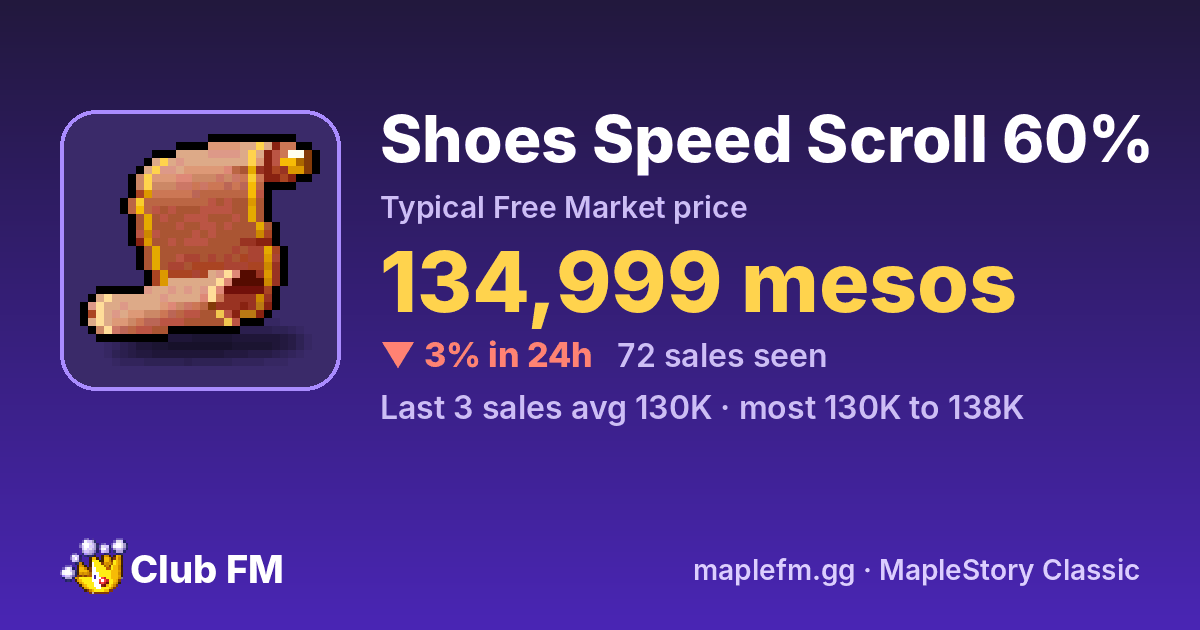 Shoes Speed Scroll 60%
Typical Free Market price
134,999 mesos
▼ 3% in 24h 72 sales seen
Last 3 sales avg 130K · most 130K to 138K
Club FM
maplefm.gg · MapleStory Classic